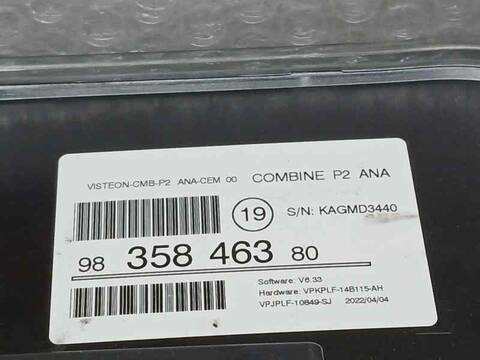 VISTEON-CMB-P2 ANA-CEM 00 COMBINE P2 ANA
19 S/N: KAGMD3440
98 358 463 80
Software: V6.33
Hardware: VPKPLF-14B115-AH
VPJPLF-10849-SJ 2022/04/04